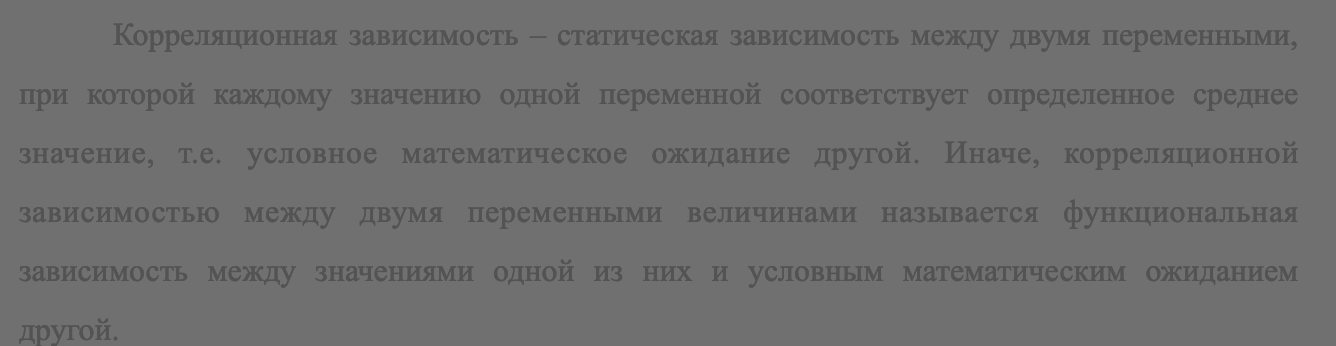 Корреляционная зависимость – статическая зависимость между двумя переменными,
при которой каждому значению одной переменной соответствует определенное среднее
значение, т.е. условное математическое ожидание другой. Иначе, корреляционной
зависимостью между двумя переменными величинами называется функциональная
зависимость между значениями одной из них и условным математическим ожиданием
другой.